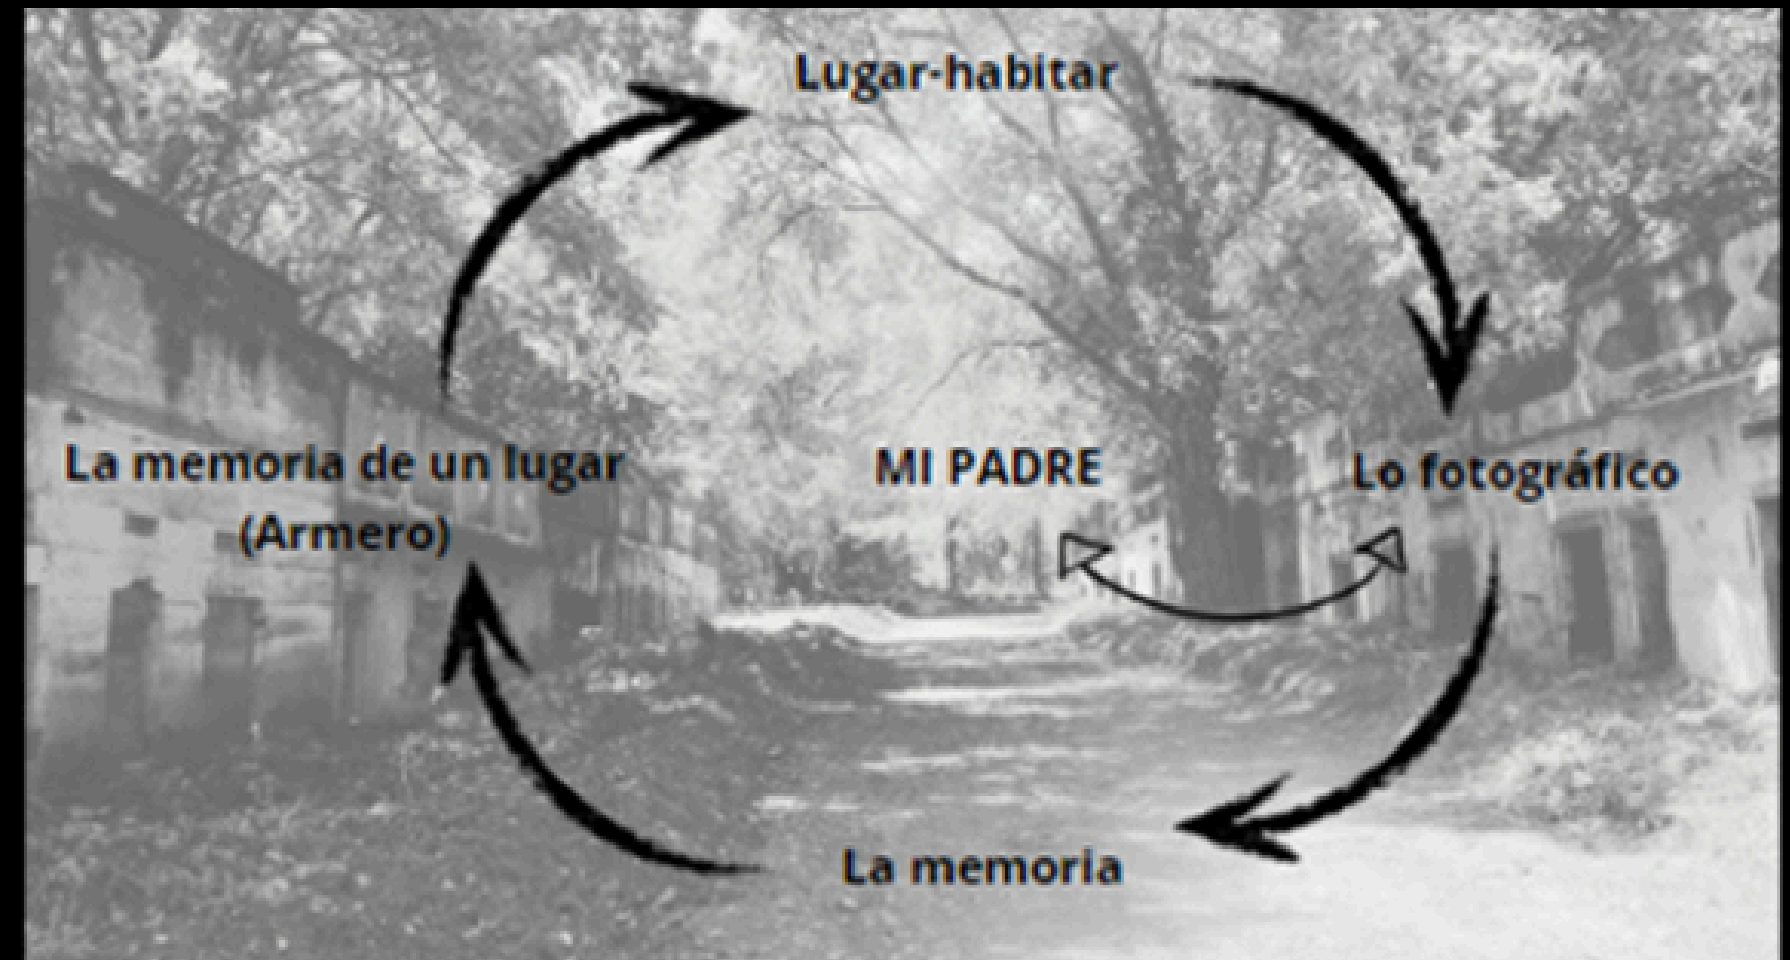 Lugar-habitar
La memoria de un lugar
(Armero)
MI PADRE
Lo fotográfico
La memoria